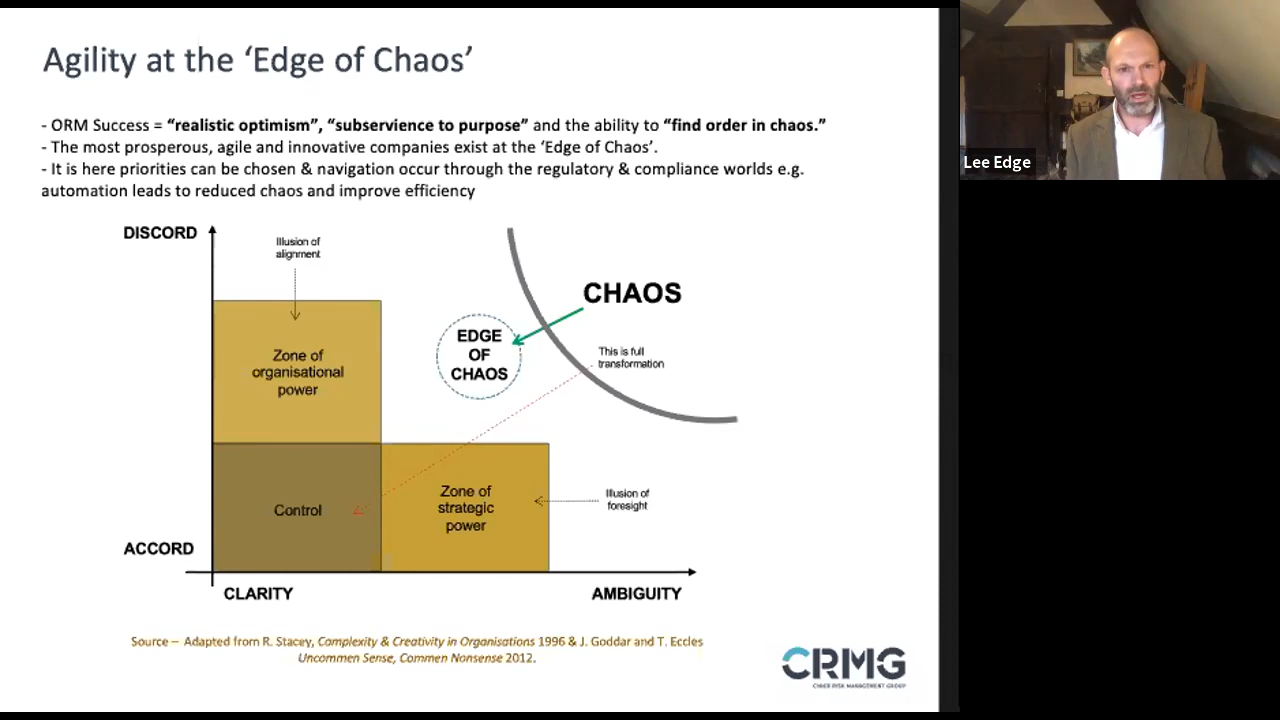 Agility at the ‘Edge of Chaos’
- ORM Success = “realistic optimism”, “subservience to purpose” and the ability to “find order in chaos.”
- The most prosperous, agile and innovative companies exist at the ‘Edge of Chaos’.
- It is here priorities can be chosen & navigation occur through the regulatory & compliance worlds e.g.
automation leads to reduced chaos and improve efficiency
DISCORD
Illusion of
alignment
CHAOS
EDGE
OF
CHAOS
This is full
transformation
Zone of
organisational
power
Control
Zone of
strategic
power
Illusion of
foresight
ACCORD
CLARITY
AMBIGUITY
Source – Adapted from R. Stacey, Complexity & Creativity in Organisations 1996 & J. Goddar and T. Eccles
Uncommen Sense, Commen Nonsense 2012.
CRMG
CYBER RISK MANAGEMENT GROUP
Lee Edge